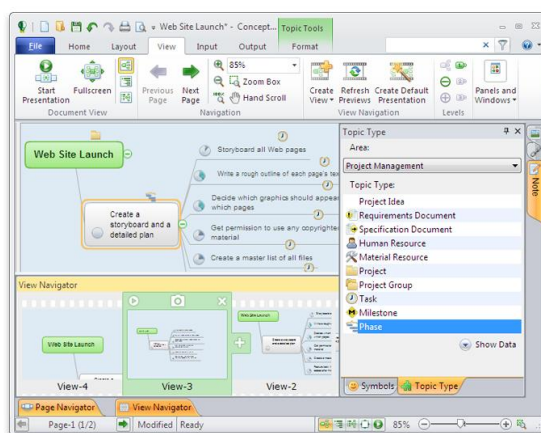 Web Site Launch* - Concept... Topic Tools
File Home Layout View Input Output Format
Start Presentation Fullscreen
Document View
Previous Page Next Page
85%
Zoom Box
Hand Scroll
Navigation
Create View Refresh Previews Create Default Presentation
View Navigation
Levels
Panels and Windows
Web Site Launch
Create a storyboard and a detailed plan
Storyboard all Web pages
Write a rough outline of each page's tex
Decide which graphics should appear
which pages
Get permission to use any copyrighte
material
Create a master list of all files
Topic Type
Area:
Project Management
Topic Type:
Project Idea
Requirements Document
Specification Document
Human Resource
Material Resource
Project
Project Group
Task
Milestone
Phase
Show Data
Symbols Topic Type
Note
View Navigator
Web Site Launch
View-4 View-3 View-2
Page Navigator View Navigator
Page-1 (1/2) Modified Ready 85%